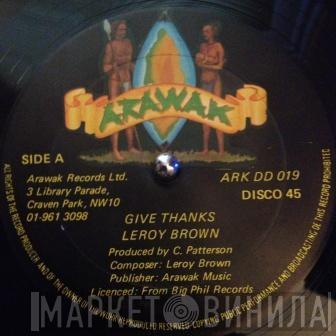 ARAWAK
SIDE A
Arawak Records Ltd.
3 Library Parade,
Craven Park, NW10
01-961 3098
ARK DD 019
DISCO 45
GIVE THANKS
LEROY BROWN
Produced by C. Patterson
Composer: Leroy Brown
Publisher: Arawak Music
Licenced: From Big Phil Records
ALL RIGHTS OF THE RECORD PRODUCER AND OF THE OWNER OF THE WORK REPRODUCED RESERVED COPYING PUBLIC PERFORMANCE AND BROADCASTING OF THIS RECORD PROHIBITED
МАРКЕТВИНИЛА